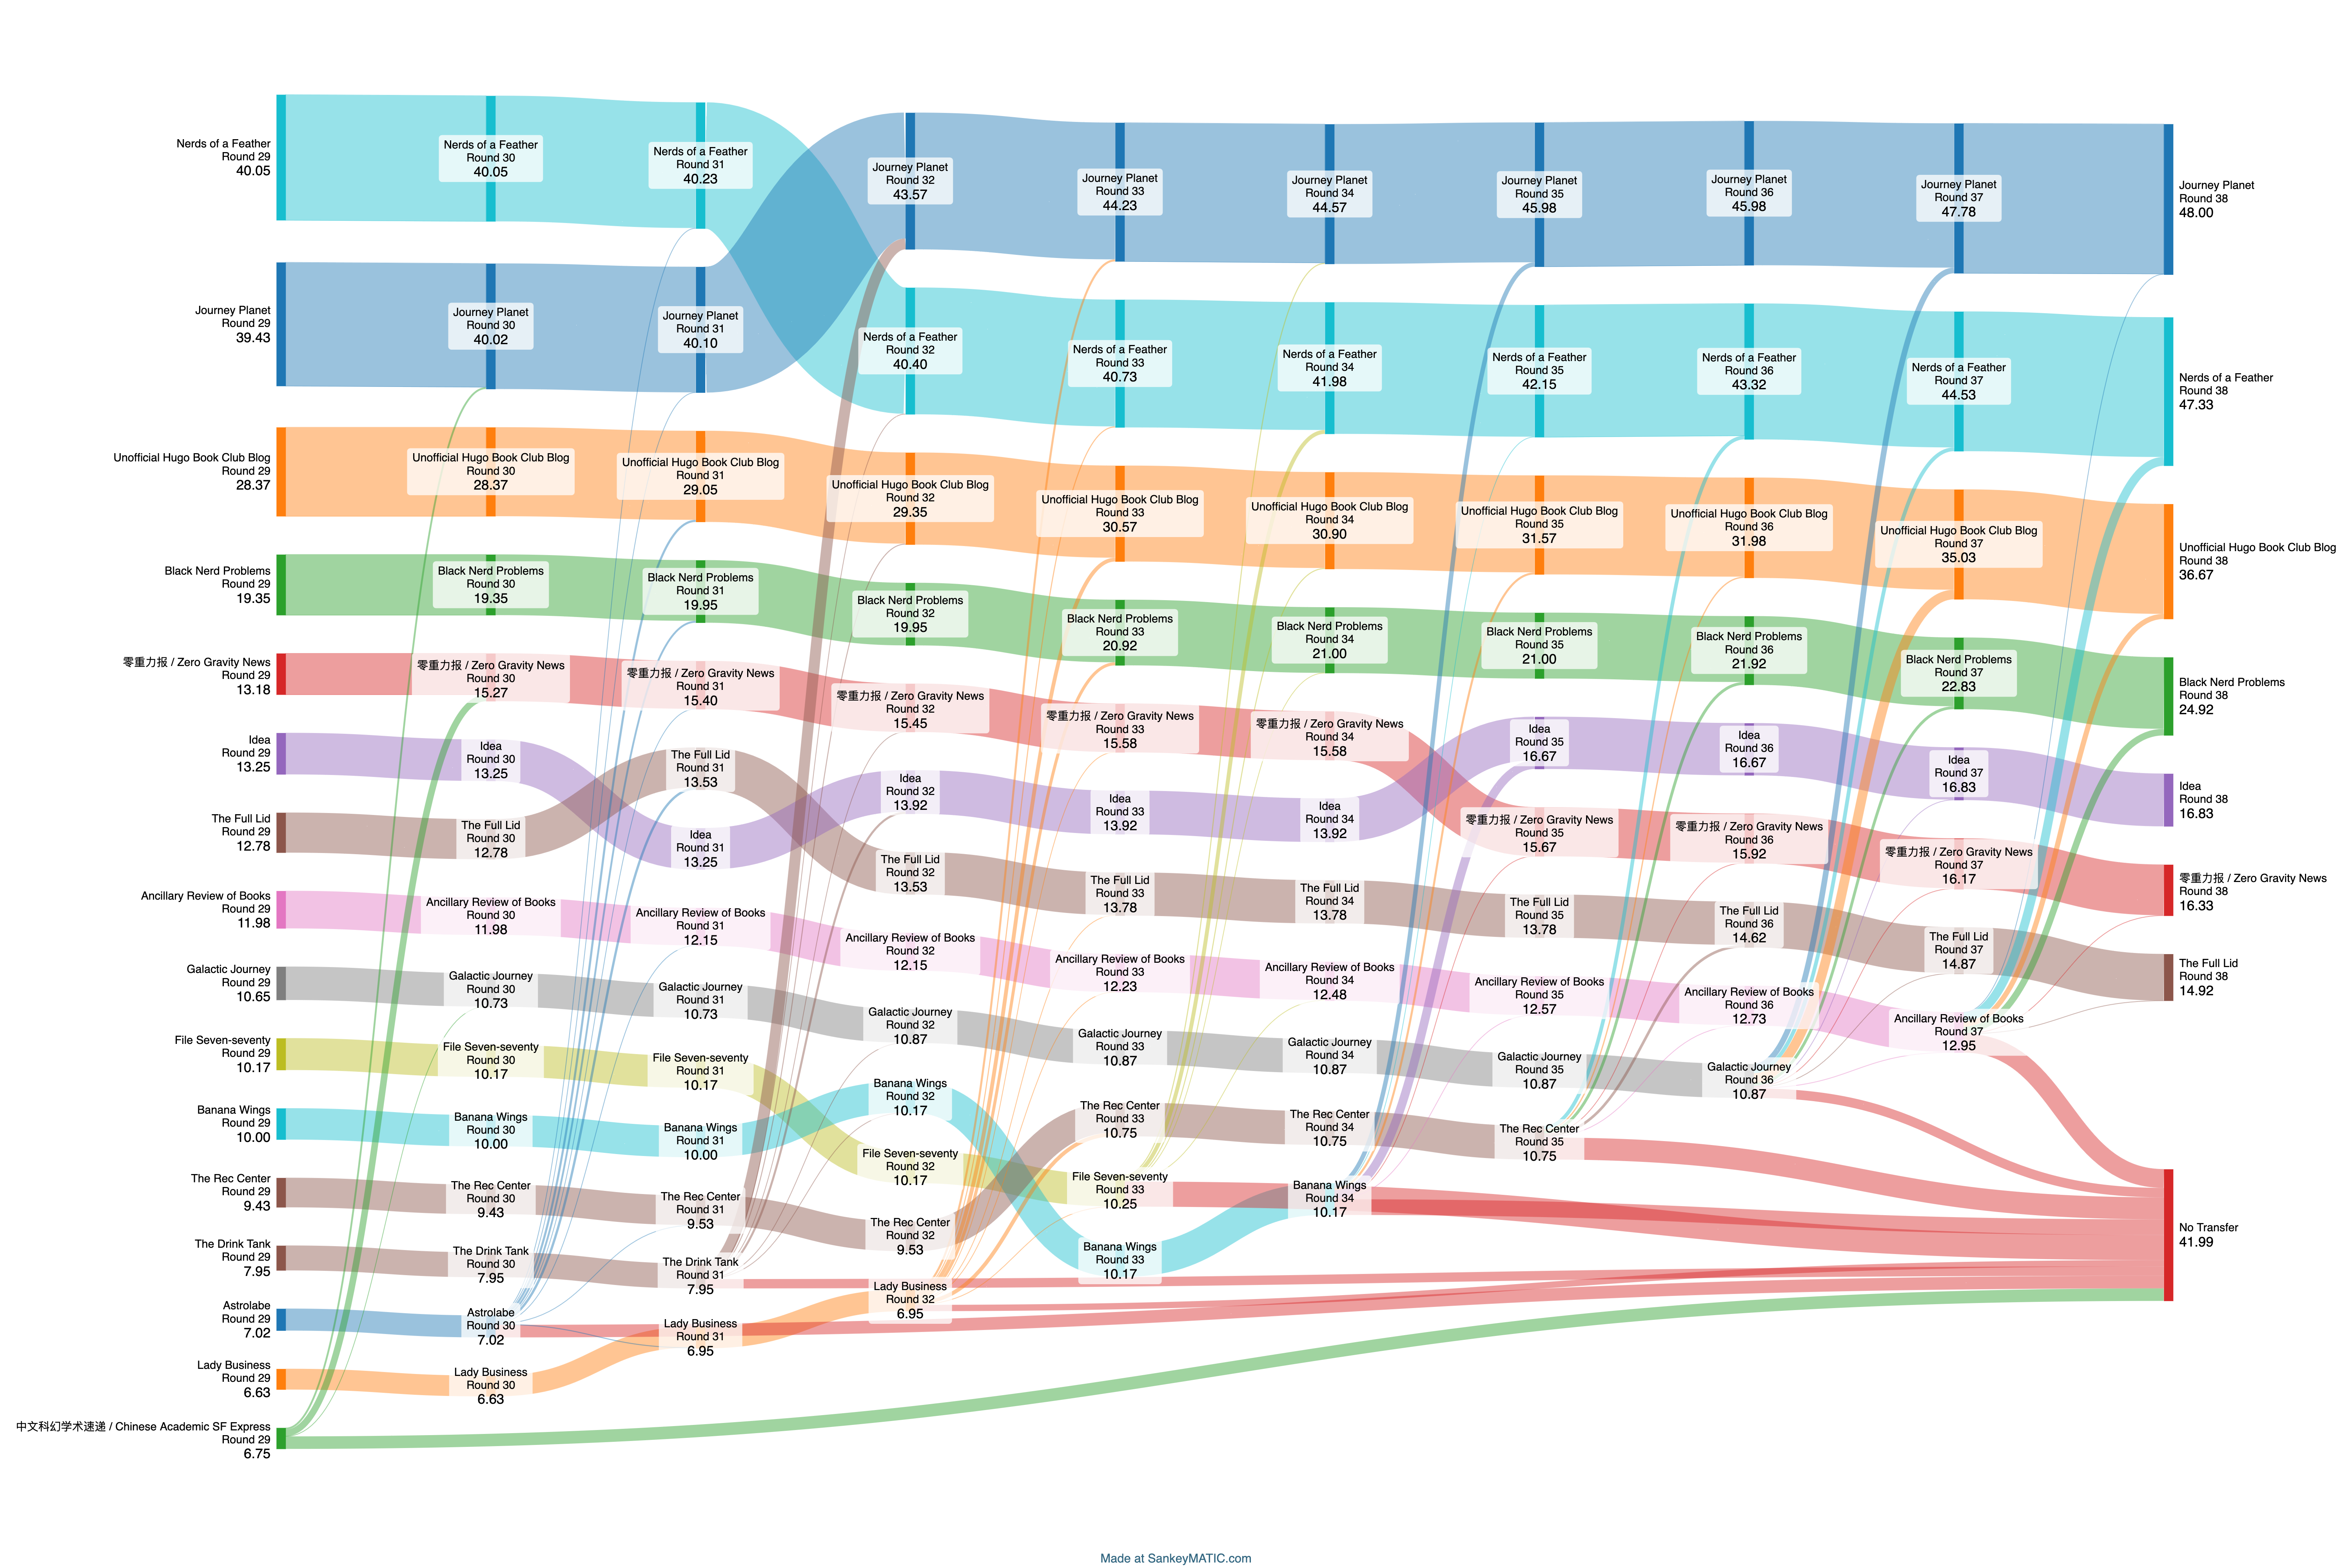 Nerds of a Feather
Round 29
40.05
Journey Planet
Round 29
39.43
Unofficial Hugo Book Club Blog
Round 29
28.37
Black Nerd Problems
Round 29
19.35
零重力报 / Zero Gravity News
Round 29
13.18
Idea
Round 29
13.25
The Full Lid
Round 29
12.78
Ancillary Review of Books
Round 29
11.98
Galactic Journey
Round 29
10.65
File Seven-seventy
Round 29
10.17
Banana Wings
Round 29
10.00
The Rec Center
Round 29
9.43
The Drink Tank
Round 29
7.95
Astrolabe
Round 29
7.02
Lady Business
Round 29
6.63
中文科幻学术速递 / Chinese Academic SF Express
Round 29
6.75
Nerds of a Feather
Round 30
40.05
Journey Planet
Round 30
40.02
Unofficial Hugo Book Club Blog
Round 30
28.37
Black Nerd Problems
Round 30
19.35
零重力报 / Zero Gravity News
Round 30
15.27
Idea
Round 30
13.25
The Full Lid
Round 30
12.78
Ancillary Review of Books
Round 30
11.98
Galactic Journey
Round 30
10.73
File Seven-seventy
Round 30
10.17
Banana Wings
Round 30
10.00
The Rec Center
Round 30
9.43
The Drink Tank
Round 30
7.95
Astrolabe
Round 30
7.02
Lady Business
Round 30
6.63
Nerds of a Feather
Round 31
40.23
Journey Planet
Round 31
40.10
Unofficial Hugo Book Club Blog
Round 31
29.05
Black Nerd Problems
Round 31
19.95
零重力报 / Zero Gravity News
Round 31
15.40
The Full Lid
Round 31
13.53
Idea
Round 31
13.25
Ancillary Review of Books
Round 31
12.15
Galactic Journey
Round 31
10.73
File Seven-seventy
Round 31
10.17
Banana Wings
Round 31
10.00
The Rec Center
Round 31
9.53
The Drink Tank
Round 31
7.95
Lady Business
Round 31
6.95
Journey Planet
Round 32
43.57
Nerds of a Feather
Round 32
40.40
Unofficial Hugo Book Club Blog
Round 32
29.35
Black Nerd Problems
Round 32
19.95
零重力报 / Zero Gravity News
Round 32
15.45
Idea
Round 32
13.92
The Full Lid
Round 32
13.53
Ancillary Review of Books
Round 32
12.15
Galactic Journey
Round 32
10.87
Banana Wings
Round 32
10.17
File Seven-seventy
Round 32
10.17
The Rec Center
Round 32
9.53
Lady Business
Round 32
6.95
Journey Planet
Round 33
44.23
Nerds of a Feather
Round 33
40.73
Unofficial Hugo Book Club Blog
Round 33
30.57
Black Nerd Problems
Round 33
20.92
零重力报 / Zero Gravity News
Round 33
15.58
Idea
Round 33
13.92
The Full Lid
Round 33
13.78
Ancillary Review of Books
Round 33
12.23
Galactic Journey
Round 33
10.87
The Rec Center
Round 33
10.75
File Seven-seventy
Round 33
10.25
Banana Wings
Round 33
10.17
Journey Planet
Round 34
44.57
Nerds of a Feather
Round 34
41.98
Unofficial Hugo Book Club Blog
Round 34
30.90
Black Nerd Problems
Round 34
21.00
零重力报 / Zero Gravity News
Round 34
15.58
Idea
Round 34
13.92
The Full Lid
Round 34
13.78
Ancillary Review of Books
Round 34
12.48
Galactic Journey
Round 34
10.87
The Rec Center
Round 34
10.75
Banana Wings
Round 34
10.17
Journey Planet
Round 35
45.98
Nerds of a Feather
Round 35
42.15
Unofficial Hugo Book Club Blog
Round 35
31.57
Black Nerd Problems
Round 35
21.00
Idea
Round 35
16.67
零重力报 / Zero Gravity News
Round 35
15.67
The Full Lid
Round 35
13.78
Ancillary Review of Books
Round 35
12.57
Galactic Journey
Round 35
10.87
The Rec Center
Round 35
10.75
Journey Planet
Round 36
45.98
Nerds of a Feather
Round 36
43.32
Unofficial Hugo Book Club Blog
Round 36
31.98
Black Nerd Problems
Round 36
21.92
Idea
Round 36
16.67
零重力报 / Zero Gravity News
Round 36
15.92
The Full Lid
Round 36
14.62
Ancillary Review of Books
Round 36
12.73
Galactic Journey
Round 36
10.87
Journey Planet
Round 37
47.78
Nerds of a Feather
Round 37
44.53
Unofficial Hugo Book Club Blog
Round 37
35.03
Black Nerd Problems
Round 37
22.83
Idea
Round 37
16.83
零重力报 / Zero Gravity News
Round 37
16.17
The Full Lid
Round 37
14.87
Ancillary Review of Books
Round 37
12.95
Journey Planet
Round 38
48.00
Nerds of a Feather
Round 38
47.33
Unofficial Hugo Book Club Blog
Round 38
36.67
Black Nerd Problems
Round 38
24.92
Idea
Round 38
16.83
零重力报 / Zero Gravity News
Round 38
16.33
The Full Lid
Round 38
14.92
No Transfer
41.99
Made at SankeyMATIC.com